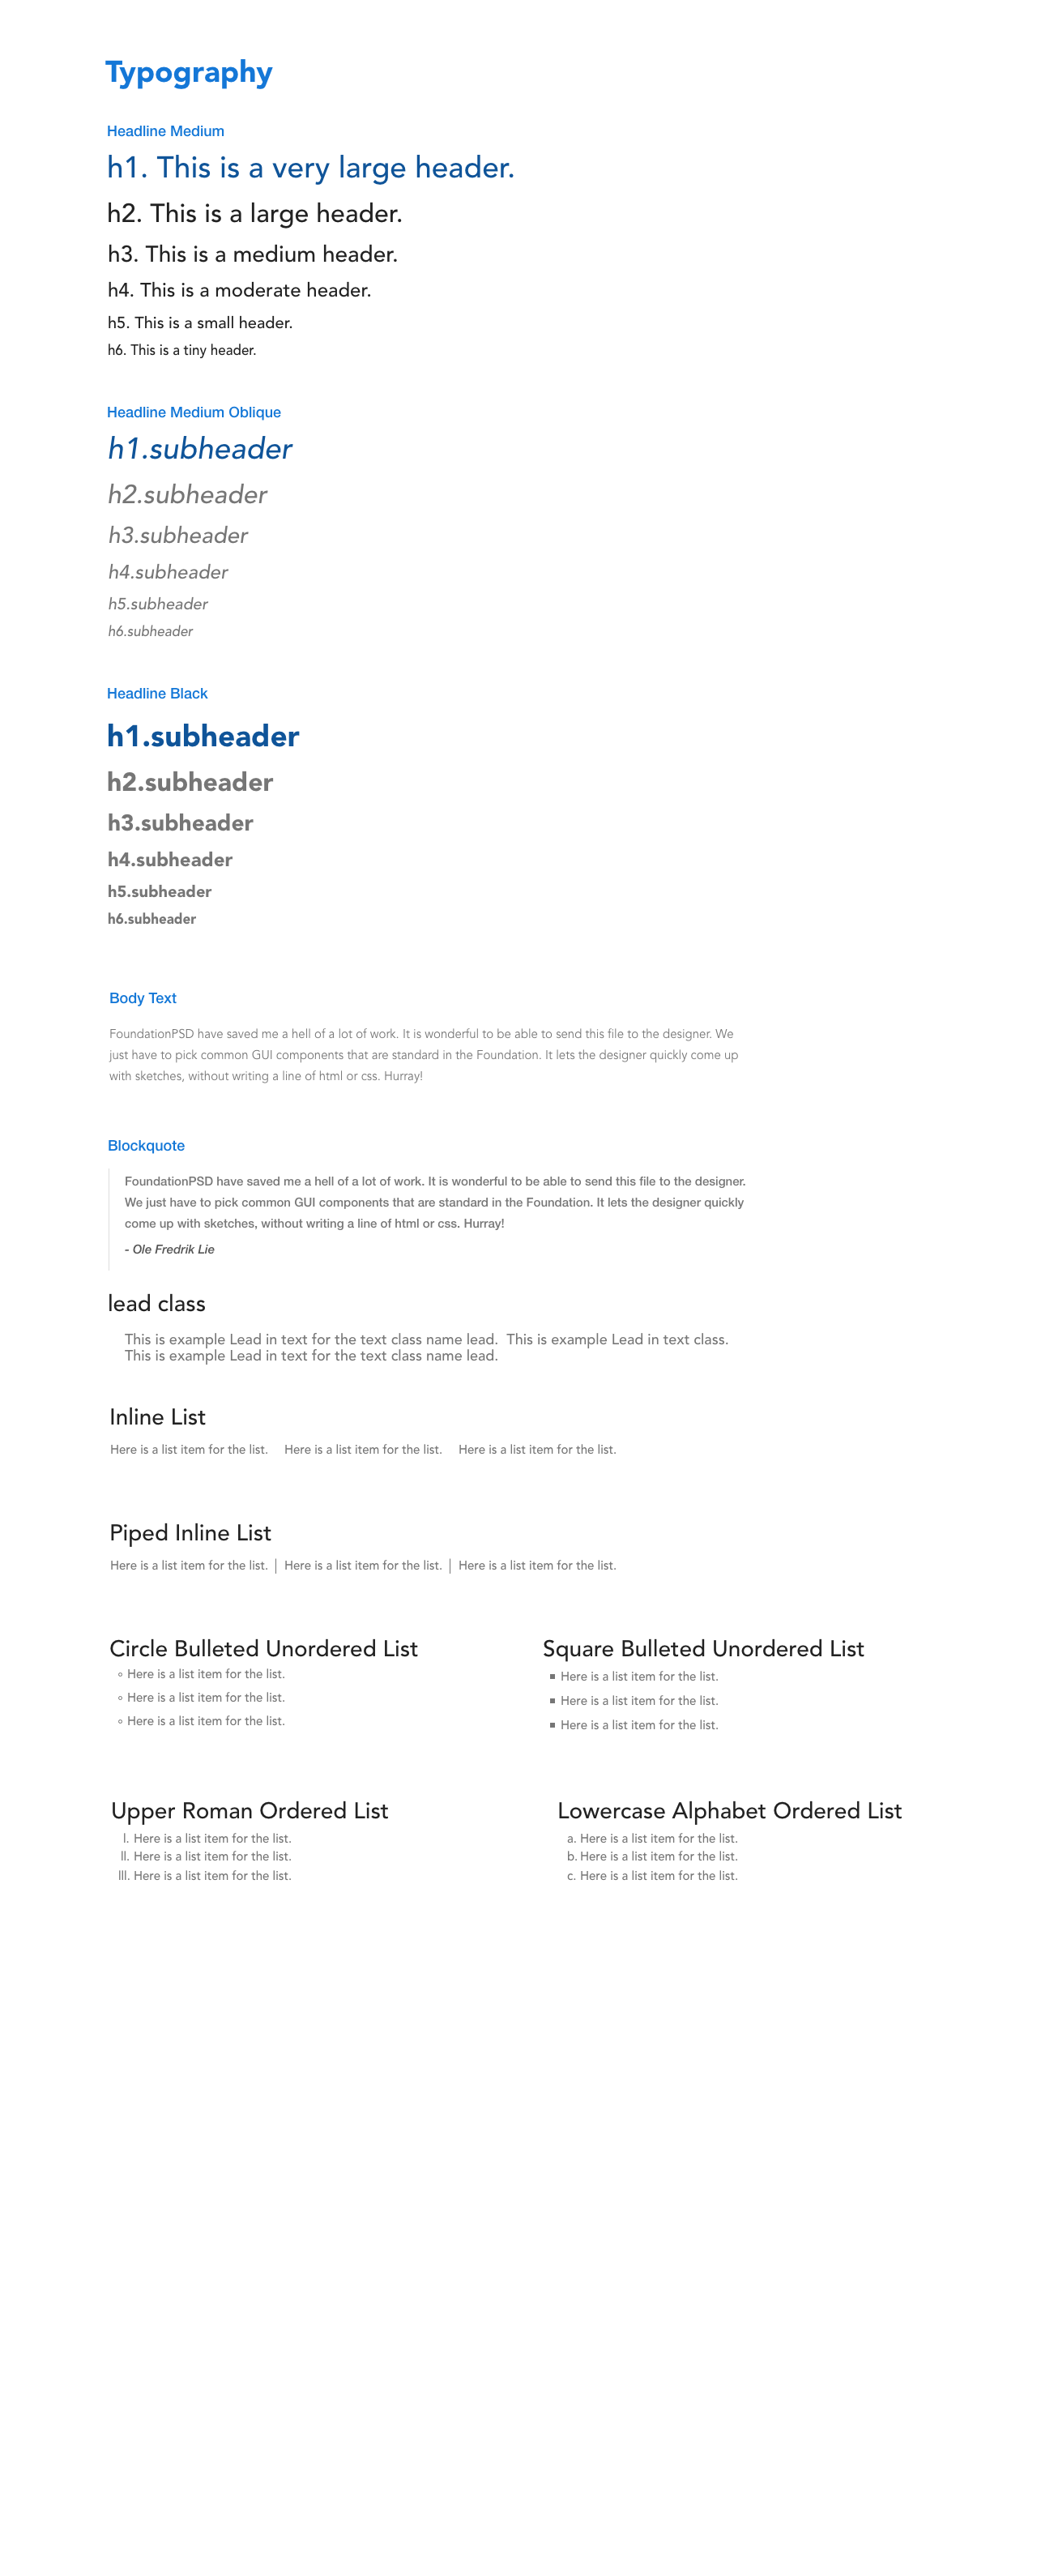 Typography
Headline Medium
h1. This is a very large header.
h2. This is a large header.
h3. This is a medium header.
h4. This is a moderate header.
h5. This is a small header.
h6. This is a tiny header.
Headline Medium Oblique
h1.subheader
h2.subheader
h3.subheader
h4.subheader
h5.subheader
h6.subheader
Headline Black
h1.subheader
h2.subheader
h3.subheader
h4.subheader
h5.subheader
h6.subheader
Body Text
FoundationPSD have saved me a hell of a lot of work. It is wonderful to be able to send this file to the designer. We
just have to pick common GUI components that are standard in the Foundation. It lets the designer quickly come up
with sketches, without writing a line of html or css. Hurray!
Blockquote
FoundationPSD have saved me a hell of a lot of work. It is wonderful to be able to send this file to the designer.
We just have to pick common GUI components that are standard in the Foundation. It lets the designer quickly
come up with sketches, without writing a line of html or css. Hurray!
- Ole Fredrik Lie
lead class
This is example Lead in text for the text class name lead.  This is example Lead in text class.
This is example Lead in text for the text class name lead.
Inline List
Here is a list item for the list. Here is a list item for the list. Here is a list item for the list.
Piped Inline List
Here is a list item for the list. | Here is a list item for the list. | Here is a list item for the list.
Circle Bulleted Unordered List
◦ Here is a list item for the list.
◦ Here is a list item for the list.
◦ Here is a list item for the list.
Square Bulleted Unordered List
▪ Here is a list item for the list.
▪ Here is a list item for the list.
▪ Here is a list item for the list.
Upper Roman Ordered List
I. Here is a list item for the list.
II. Here is a list item for the list.
III. Here is a list item for the list.
Lowercase Alphabet Ordered List
a. Here is a list item for the list.
b. Here is a list item for the list.
c. Here is a list item for the list.